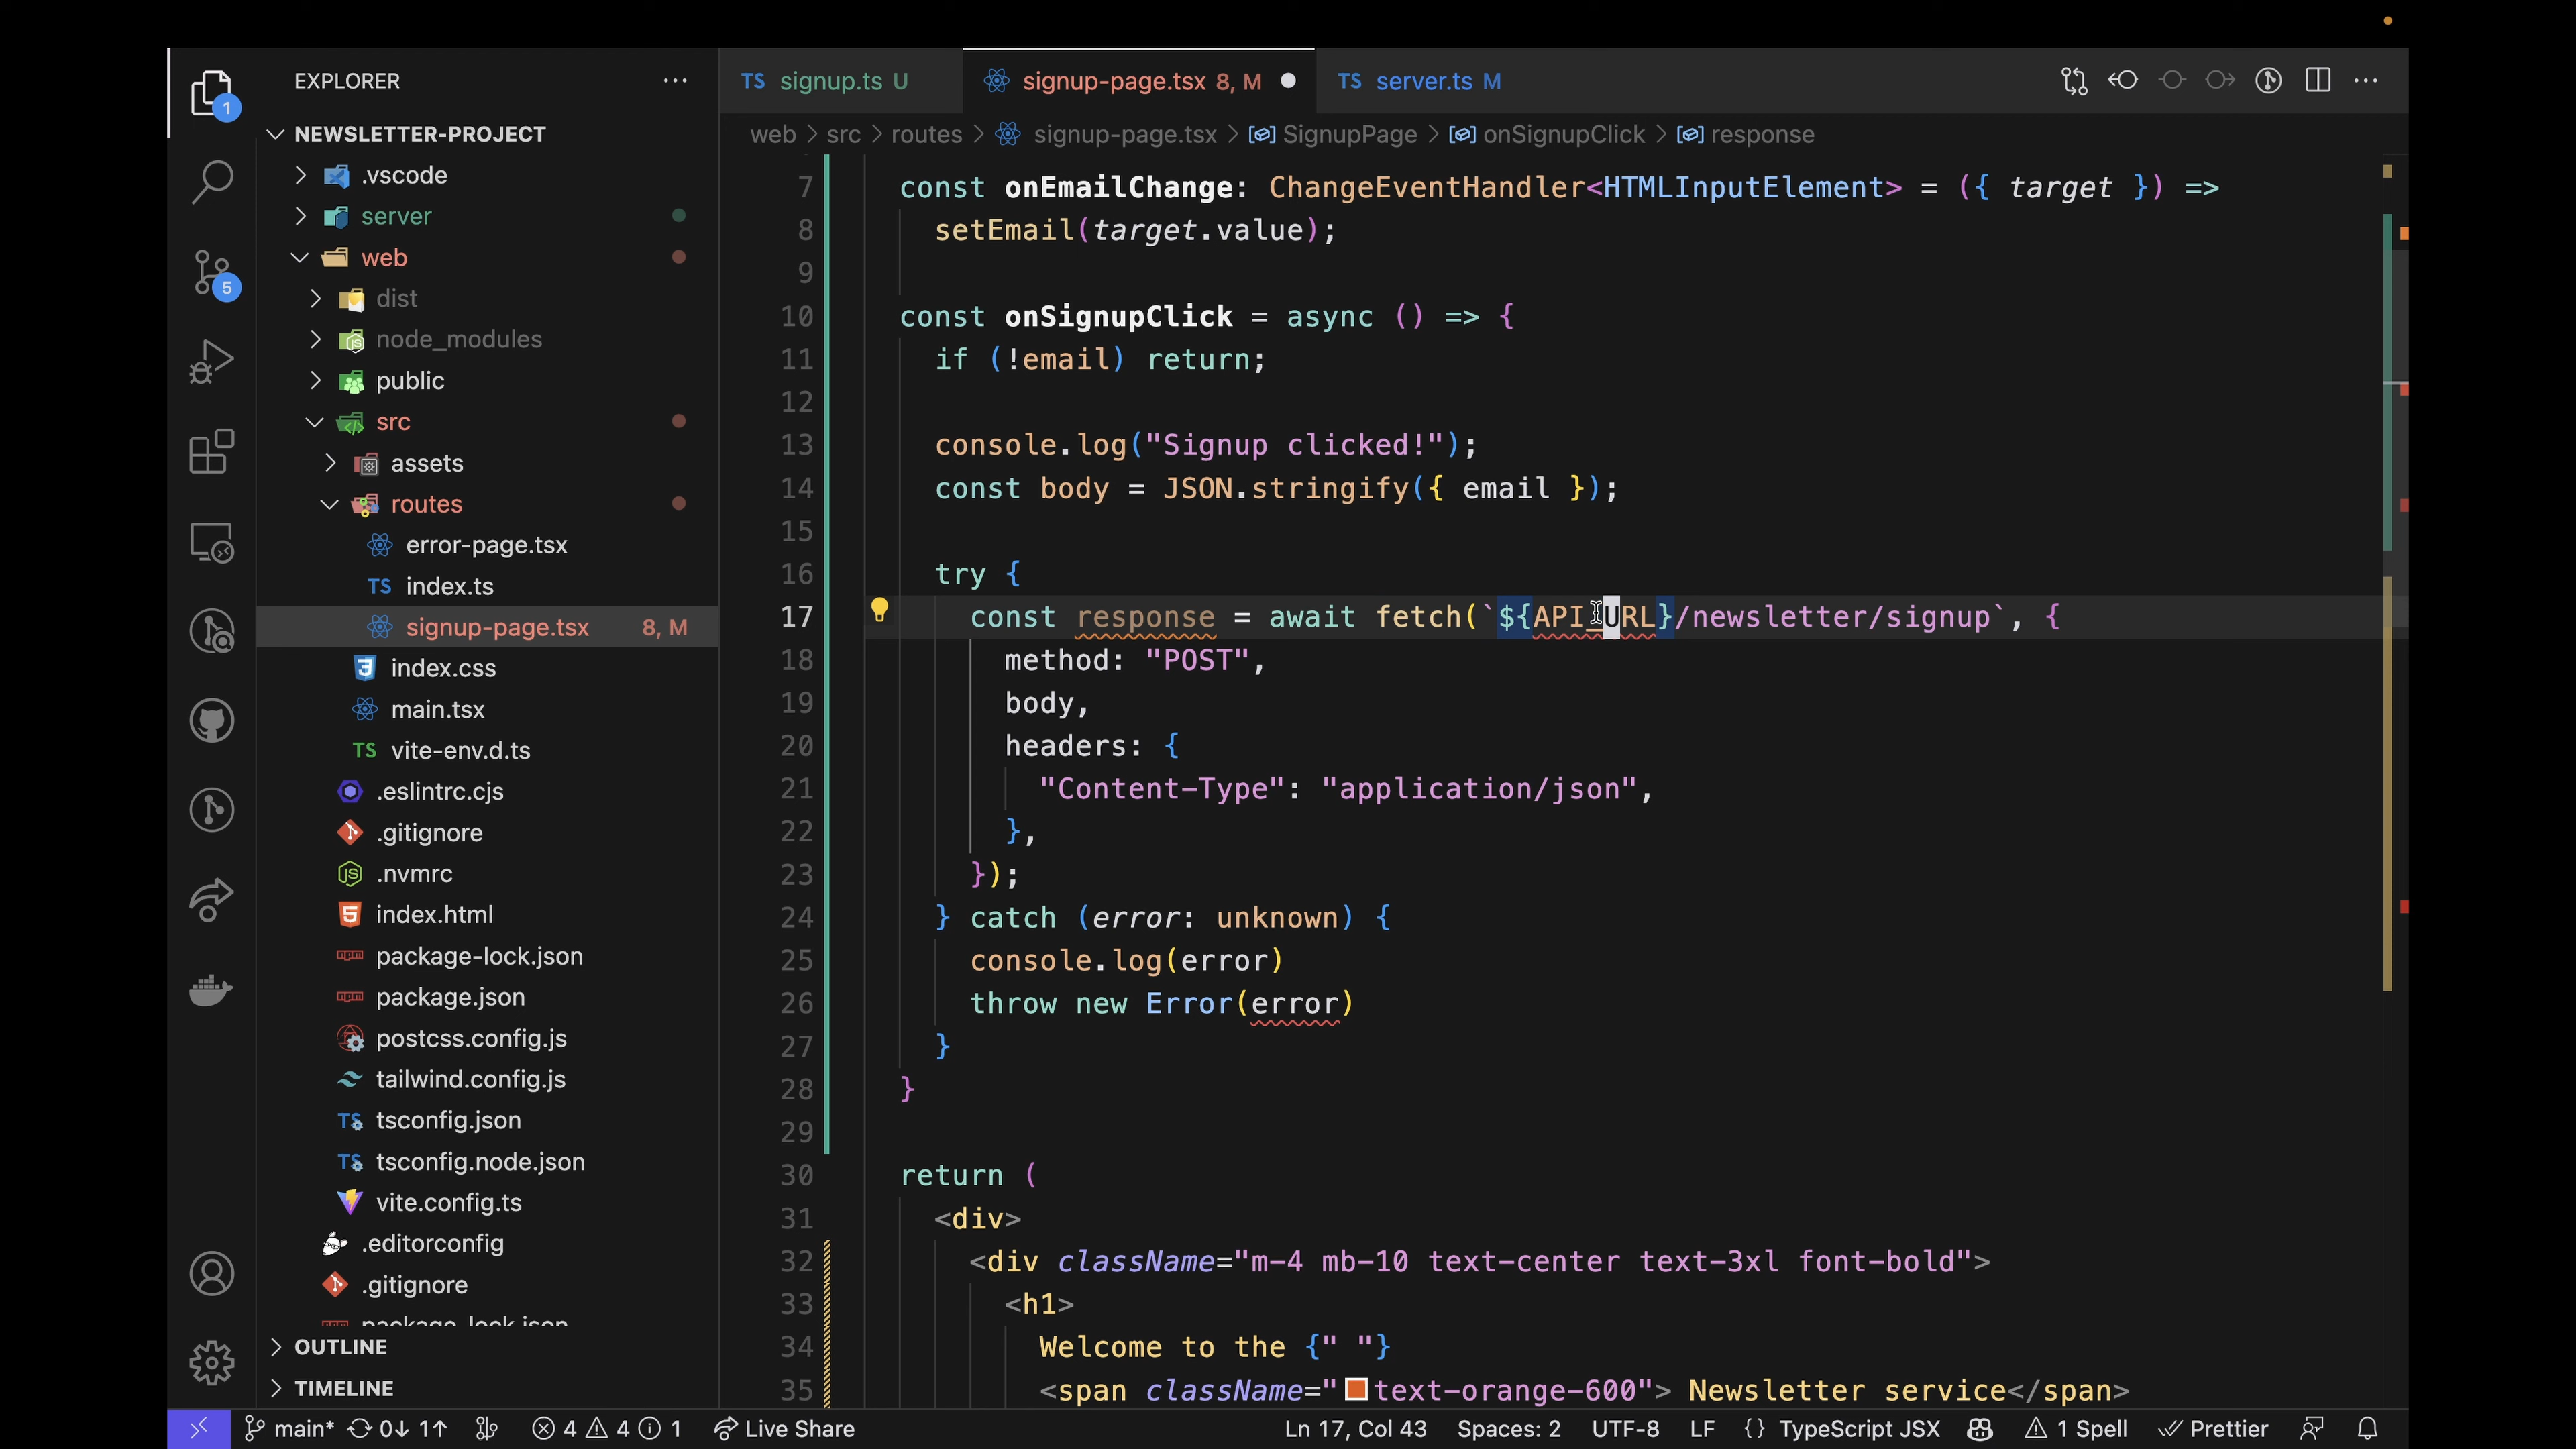 EXPLORER
NEWSLETTER-PROJECT
.vscode
server
web
dist
node_modules
public
src
assets
routes
error-page.tsx
index.ts
signup-page.tsx 8, M
index.css
main.tsx
vite-env.d.ts
.eslintrc.cjs
.gitignore
.nvmrc
index.html
package-lock.json
package.json
postcss.config.js
tailwind.config.js
tsconfig.json
tsconfig.node.json
vite.config.ts
.editorconfig
.gitignore
package-lock.json
OUTLINE
TIMELINE
1
5
TS signup.ts U
signup-page.tsx 8, M
TS server.ts M
web > src > routes > signup-page.tsx > SignupPage > onSignupClick > response
7 const onEmailChange: ChangeEventHandler<HTMLInputElement> = ({ target }) =>
8 setEmail(target.value);
9
10 const onSignupClick = async () => {
11 if (!email) return;
12
13 console.log("Signup clicked!");
14 const body = JSON.stringify({ email });
15
16 try {
17 const response = await fetch(`${API_URL}/newsletter/signup`, {
18 method: "POST",
19 body,
20 headers: {
21 "Content-Type": "application/json",
22 },
23 });
24 } catch (error: unknown) {
25 console.log(error)
26 throw new Error(error)
27 }
28 }
29
30 return (
31 <div>
32 <div className="m-4 mb-10 text-center text-3xl font-bold">
33 <h1>
34 Welcome to the {" "}
35 <span className="text-orange-600"> Newsletter service</span>
main* 0↓ 1↑ 4 4 1 Live Share Ln 17, Col 43 Spaces: 2 UTF-8 LF {} TypeScript JSX 1 Spell Prettier